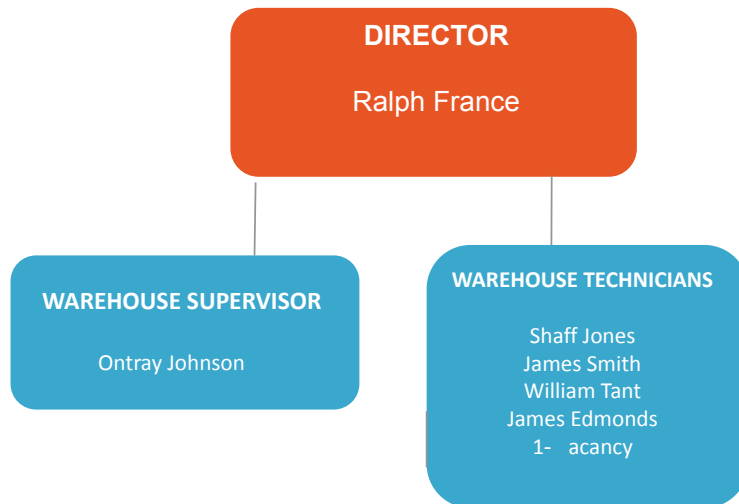 DIRECTOR
Ralph France
WAREHOUSE SUPERVISOR
Ontray Johnson
WAREHOUSE TECHNICIANS
Shaff Jones
James Smith
William Tant
James Edmonds
1- acancy